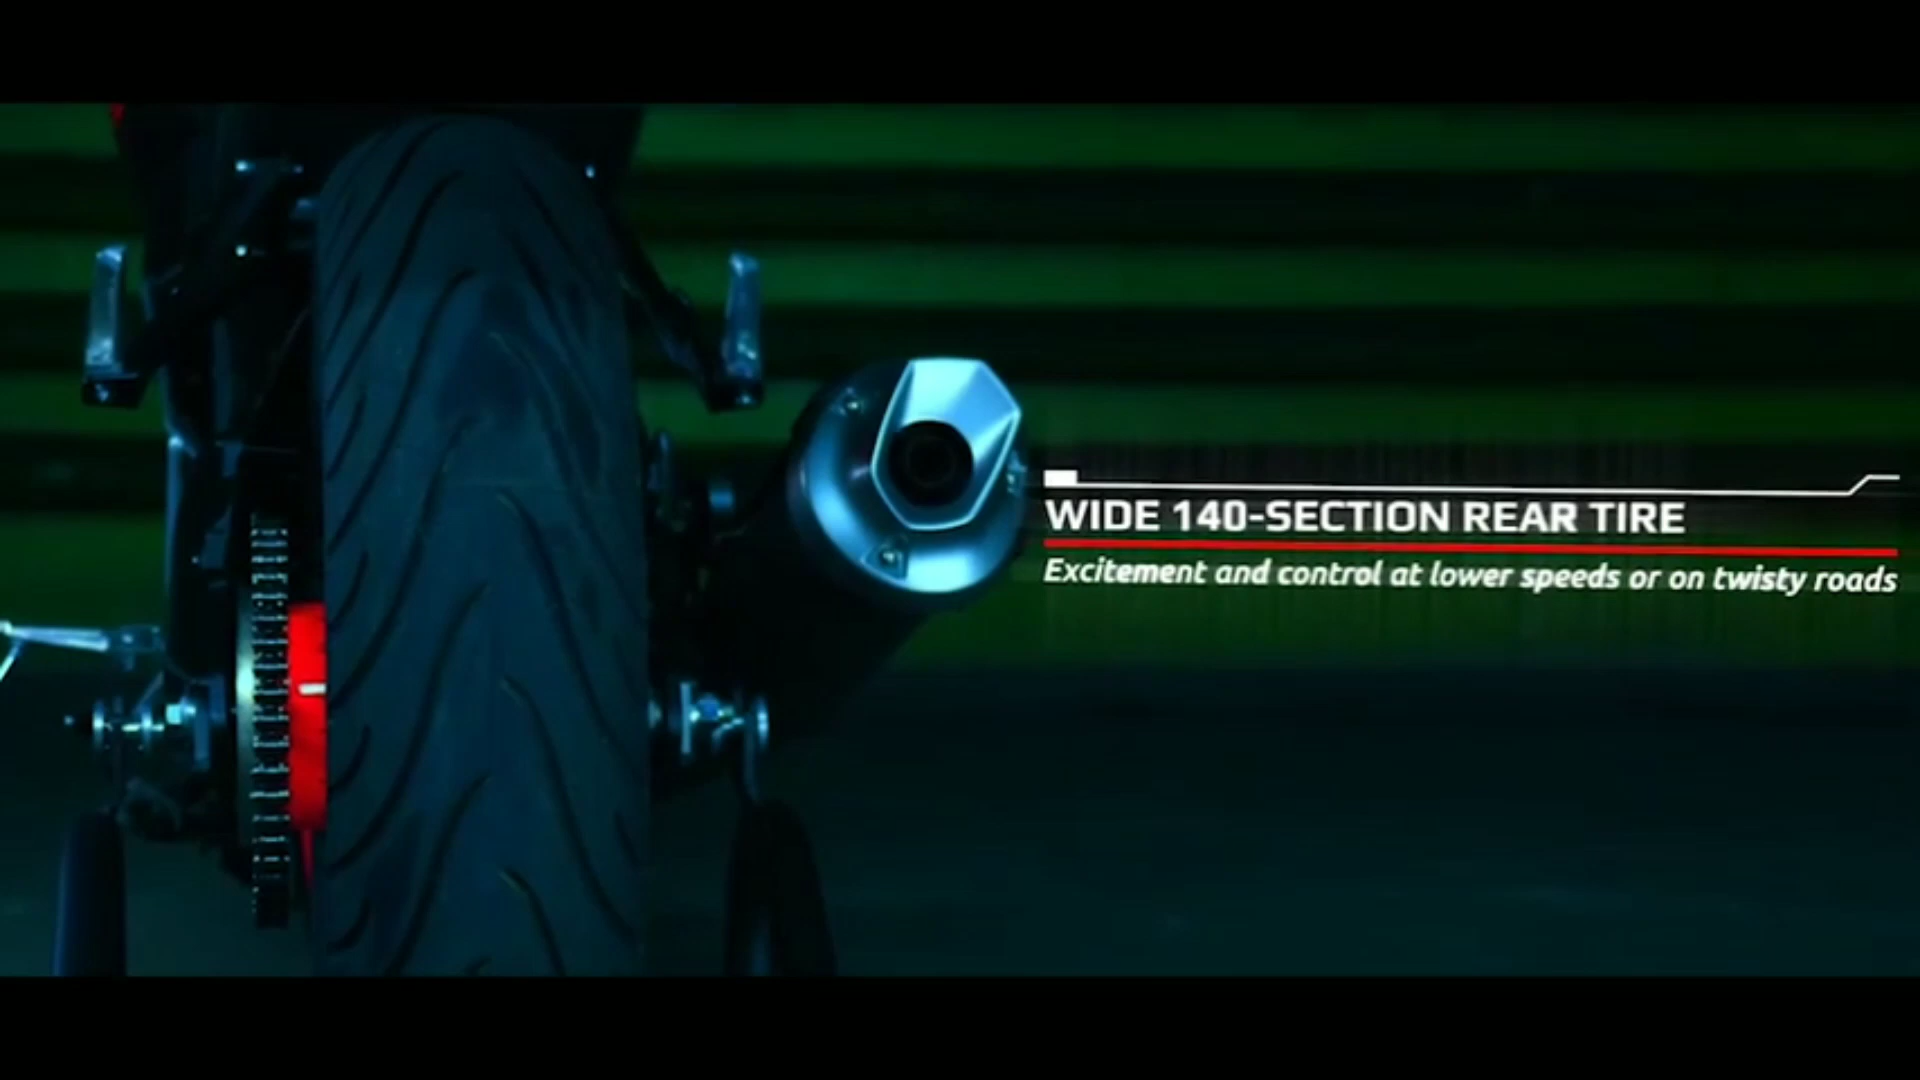 WIDE 140-SECTION REAR TIRE
Excitement and control at lower speeds or on twisty roads